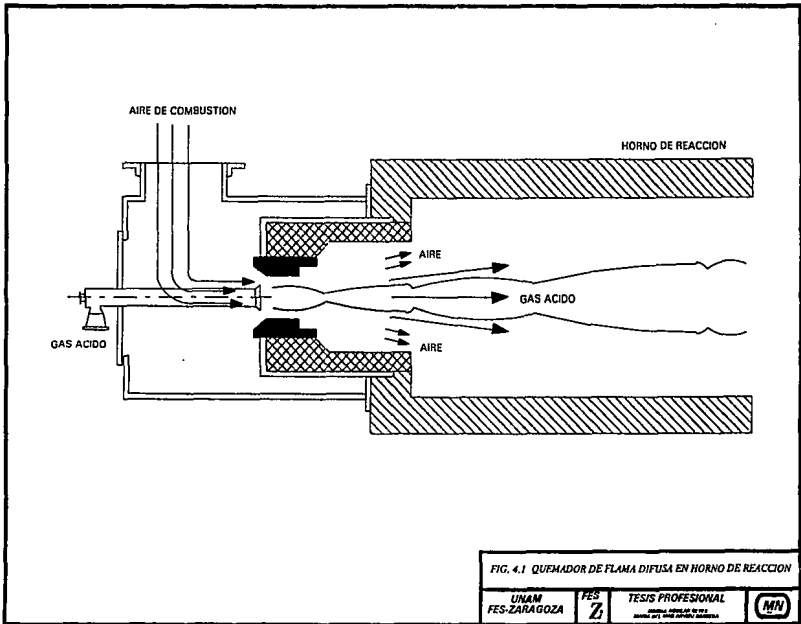 AIRE DE COMBUSTION
HORNO DE REACCION
AIRE
GAS ACIDO
GAS ACIDO
AIRE
FIG. 4.1 QUEMADOR DE FLAMA DIFUSA EN HORNO DE REACCION
UNAM
FES-ZARAGOZA
FES
Z
TESIS PROFESIONAL
MN